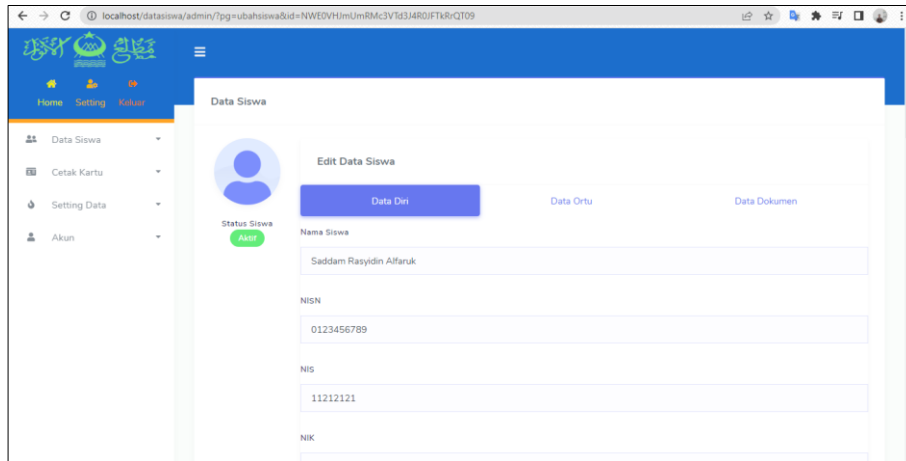 localhost/datasiswa/admin/?pg=ubahsiswa&id=NWE0VHJmUmRMc3VTd3J4R0JFTkRrQT09
Home Setting Keluar
Data Siswa
Cetak Kartu
Setting Data
Akun
Data Siswa
Status Siswa
Aktif
Edit Data Siswa
Data Diri Data Ortu Data Dokumen
Nama Siswa
Saddam Rasyidin Alfaruk
NISN
0123456789
NIS
11212121
NIK